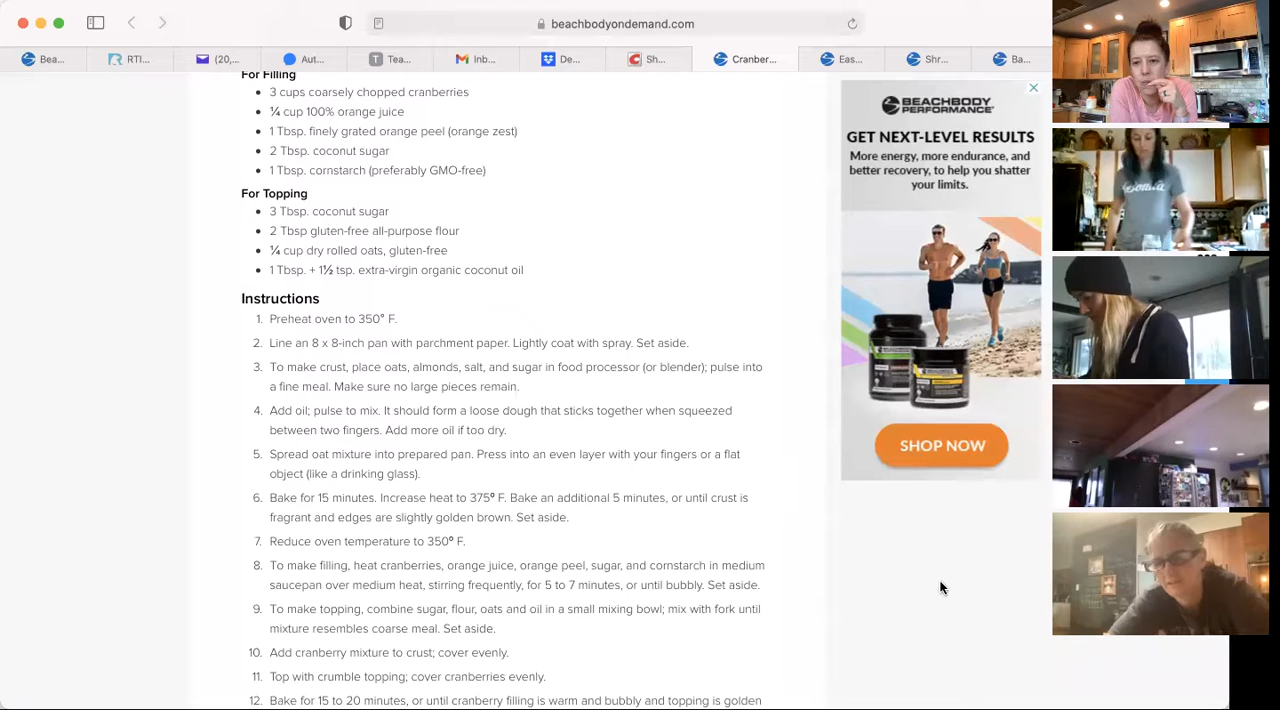 beachbodyondemand.com
Bea...
RTI...
(20,...
Aut...
T
Tea...
Inb...
De...
Sh...
Cranber...
Eas...
Shr...
Ba...
For Filling
3 cups coarsely chopped cranberries
¼ cup 100% orange juice
1 Tbsp. finely grated orange peel (orange zest)
2 Tbsp. coconut sugar
1 Tbsp. cornstarch (preferably GMO-free)
For Topping
3 Tbsp. coconut sugar
2 Tbsp gluten-free all-purpose flour
¼ cup dry rolled oats, gluten-free
1 Tbsp. + 1½ tsp. extra-virgin organic coconut oil
Instructions
1. Preheat oven to 350° F.
2. Line an 8 x 8-inch pan with parchment paper. Lightly coat with spray. Set aside.
3. To make crust, place oats, almonds, salt, and sugar in food processor (or blender); pulse into
a fine meal. Make sure no large pieces remain.
4. Add oil; pulse to mix. It should form a loose dough that sticks together when squeezed
between two fingers. Add more oil if too dry.
5. Spread oat mixture into prepared pan. Press into an even layer with your fingers or a flat
object (like a drinking glass).
6. Bake for 15 minutes. Increase heat to 375º F. Bake an additional 5 minutes, or until crust is
fragrant and edges are slightly golden brown. Set aside.
7. Reduce oven temperature to 350º F.
8. To make filling, heat cranberries, orange juice, orange peel, sugar, and cornstarch in medium
saucepan over medium heat, stirring frequently, for 5 to 7 minutes, or until bubbly. Set aside.
9. To make topping, combine sugar, flour, oats and oil in a small mixing bowl; mix with fork until
mixture resembles coarse meal. Set aside.
10. Add cranberry mixture to crust; cover evenly.
11. Top with crumble topping; cover cranberries evenly.
12. Bake for 15 to 20 minutes, or until cranberry filling is warm and bubbly and topping is golden
BEACHBODY
PERFORMANCE
GET NEXT-LEVEL RESULTS
More energy, more endurance, and
better recovery, to help you shatter
your limits.
SHOP NOW